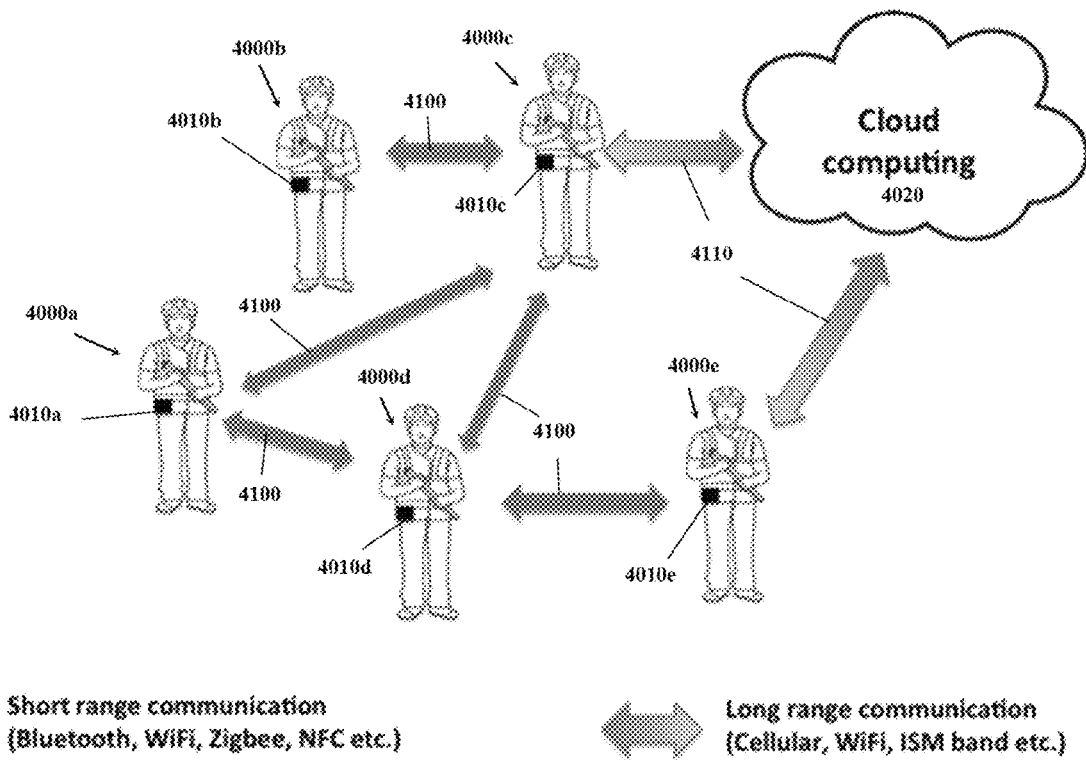 4000b
4000c
4100
4010b
Cloud
computing
4020
4010c
4110
4100
4000a
4000d
4000e
4010a
4100
4100
4100
4010d
4010e
Short range communication
(Bluetooth, WiFi, Zigbee, NFC etc.)
Long range communication
(Cellular, WiFi, ISM band etc.)